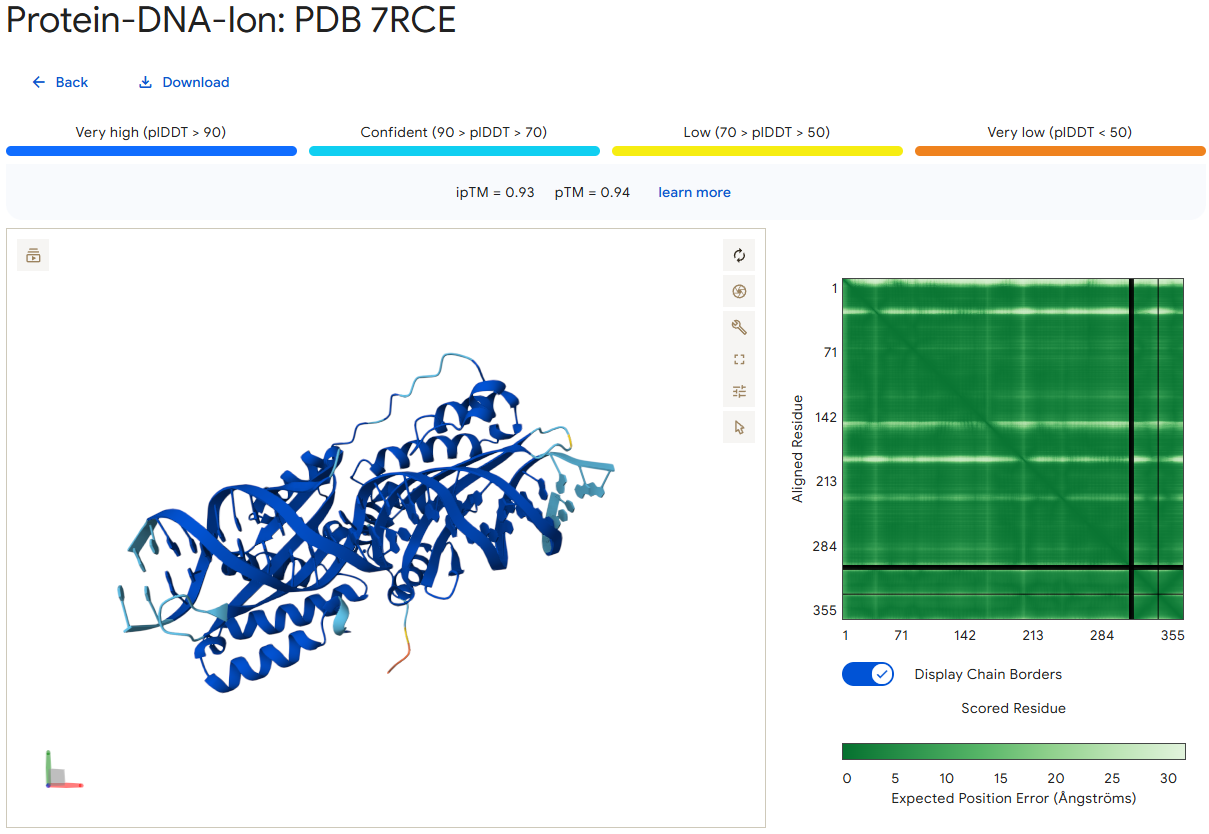 Protein-DNA-Ion: PDB 7RCE
Back Download
Very high (plDDT > 90) Confident (90 > plDDT > 70) Low (70 > plDDT > 50) Very low (plDDT < 50)
ipTM = 0.93 pTM = 0.94 learn more
Aligned Residue
1
71
142
213
284
355
1 71 142 213 284 355
Display Chain Borders
Scored Residue
0 5 10 15 20 25 30
Expected Position Error (Ångströms)